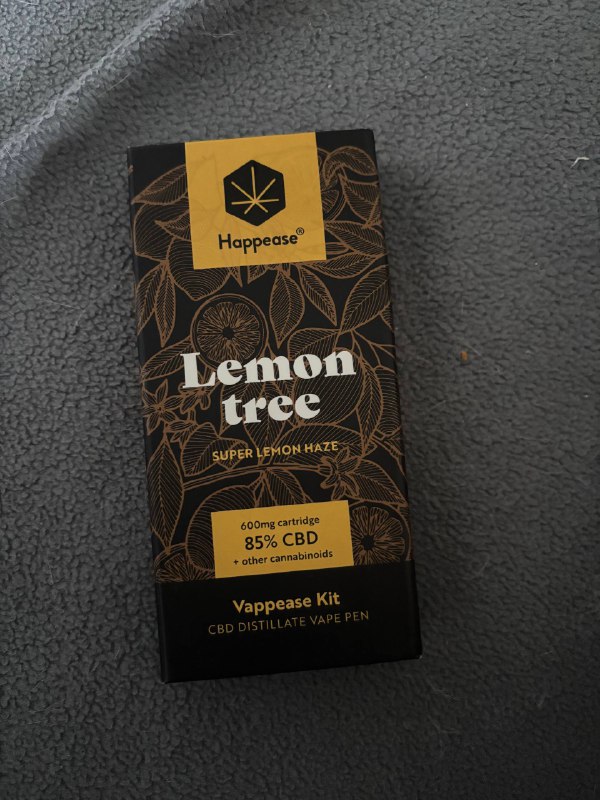 Happease®
Lemon
tree
SUPER LEMON HAZE
600mg cartridge
85% CBD
+ other cannabinoids
Vappease Kit
CBD DISTILLATE VAPE PEN